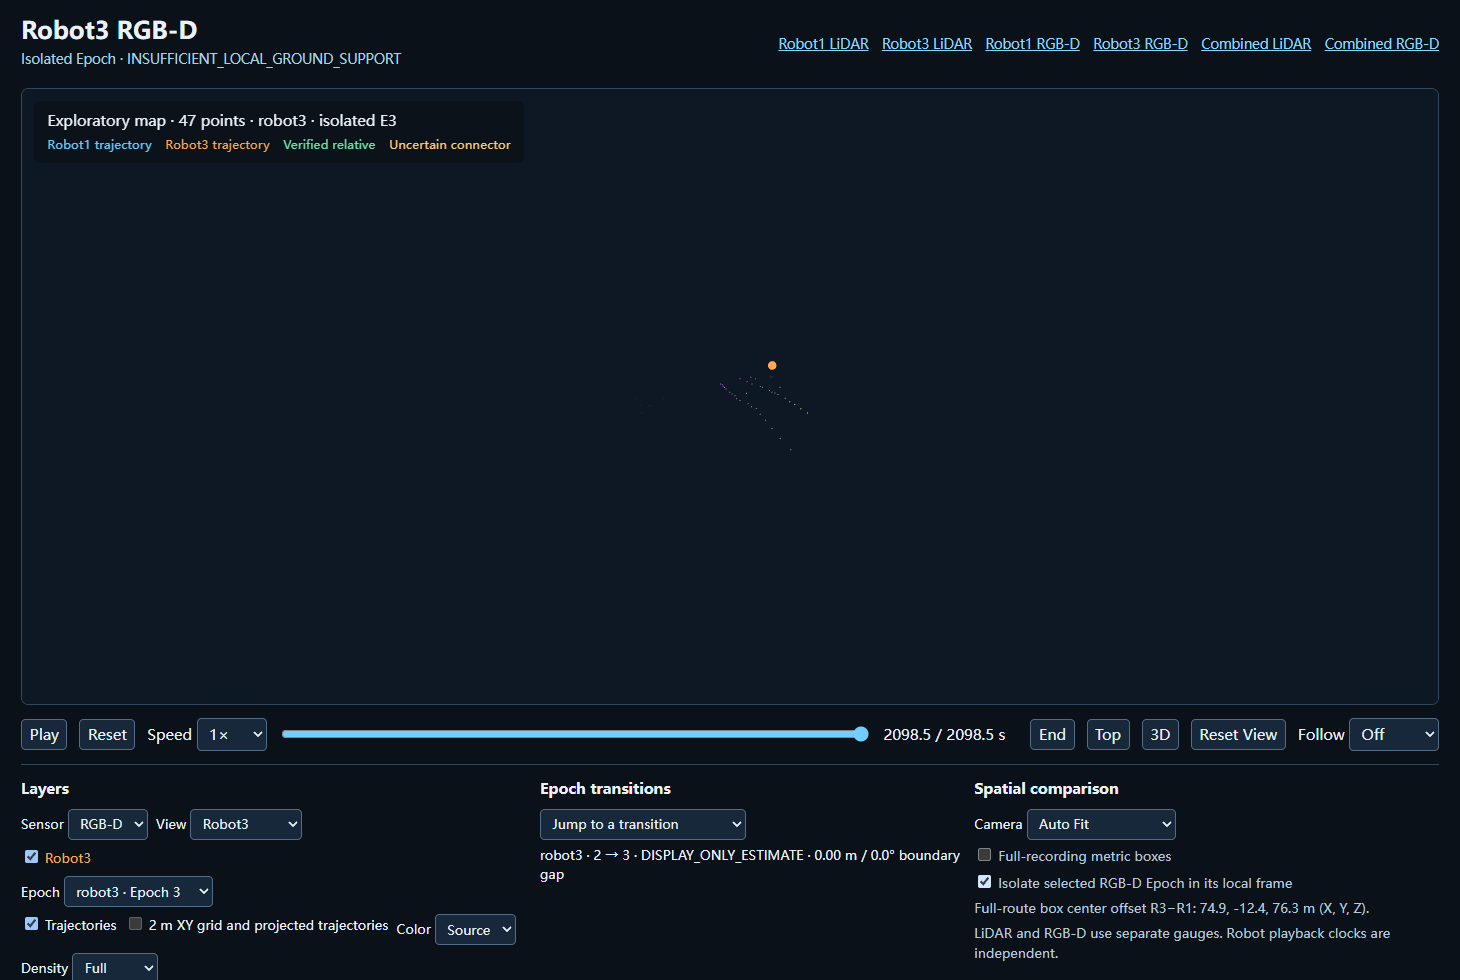 Robot3 RGB-D
Isolated Epoch · INSUFFICIENT_LOCAL_GROUND_SUPPORT
Robot1 LiDAR Robot3 LiDAR Robot1 RGB-D Robot3 RGB-D Combined LiDAR Combined RGB-D
Exploratory map · 47 points · robot3 · isolated E3
Robot1 trajectory Robot3 trajectory Verified relative Uncertain connector
Play Reset Speed 1× 2098.5 / 2098.5 s End Top 3D Reset View Follow Off
Layers
Sensor RGB-D View Robot3
Robot3
Epoch robot3 · Epoch 3
Trajectories 2 m XY grid and projected trajectories Color Source
Density Full
Epoch transitions
Jump to a transition
robot3 · 2 → 3 · DISPLAY_ONLY_ESTIMATE · 0.00 m / 0.0° boundary
gap
Spatial comparison
Camera Auto Fit
Full-recording metric boxes
Isolate selected RGB-D Epoch in its local frame
Full-route box center offset R3−R1: 74.9, -12.4, 76.3 m (X, Y, Z).
LiDAR and RGB-D use separate gauges. Robot playback clocks are
independent.